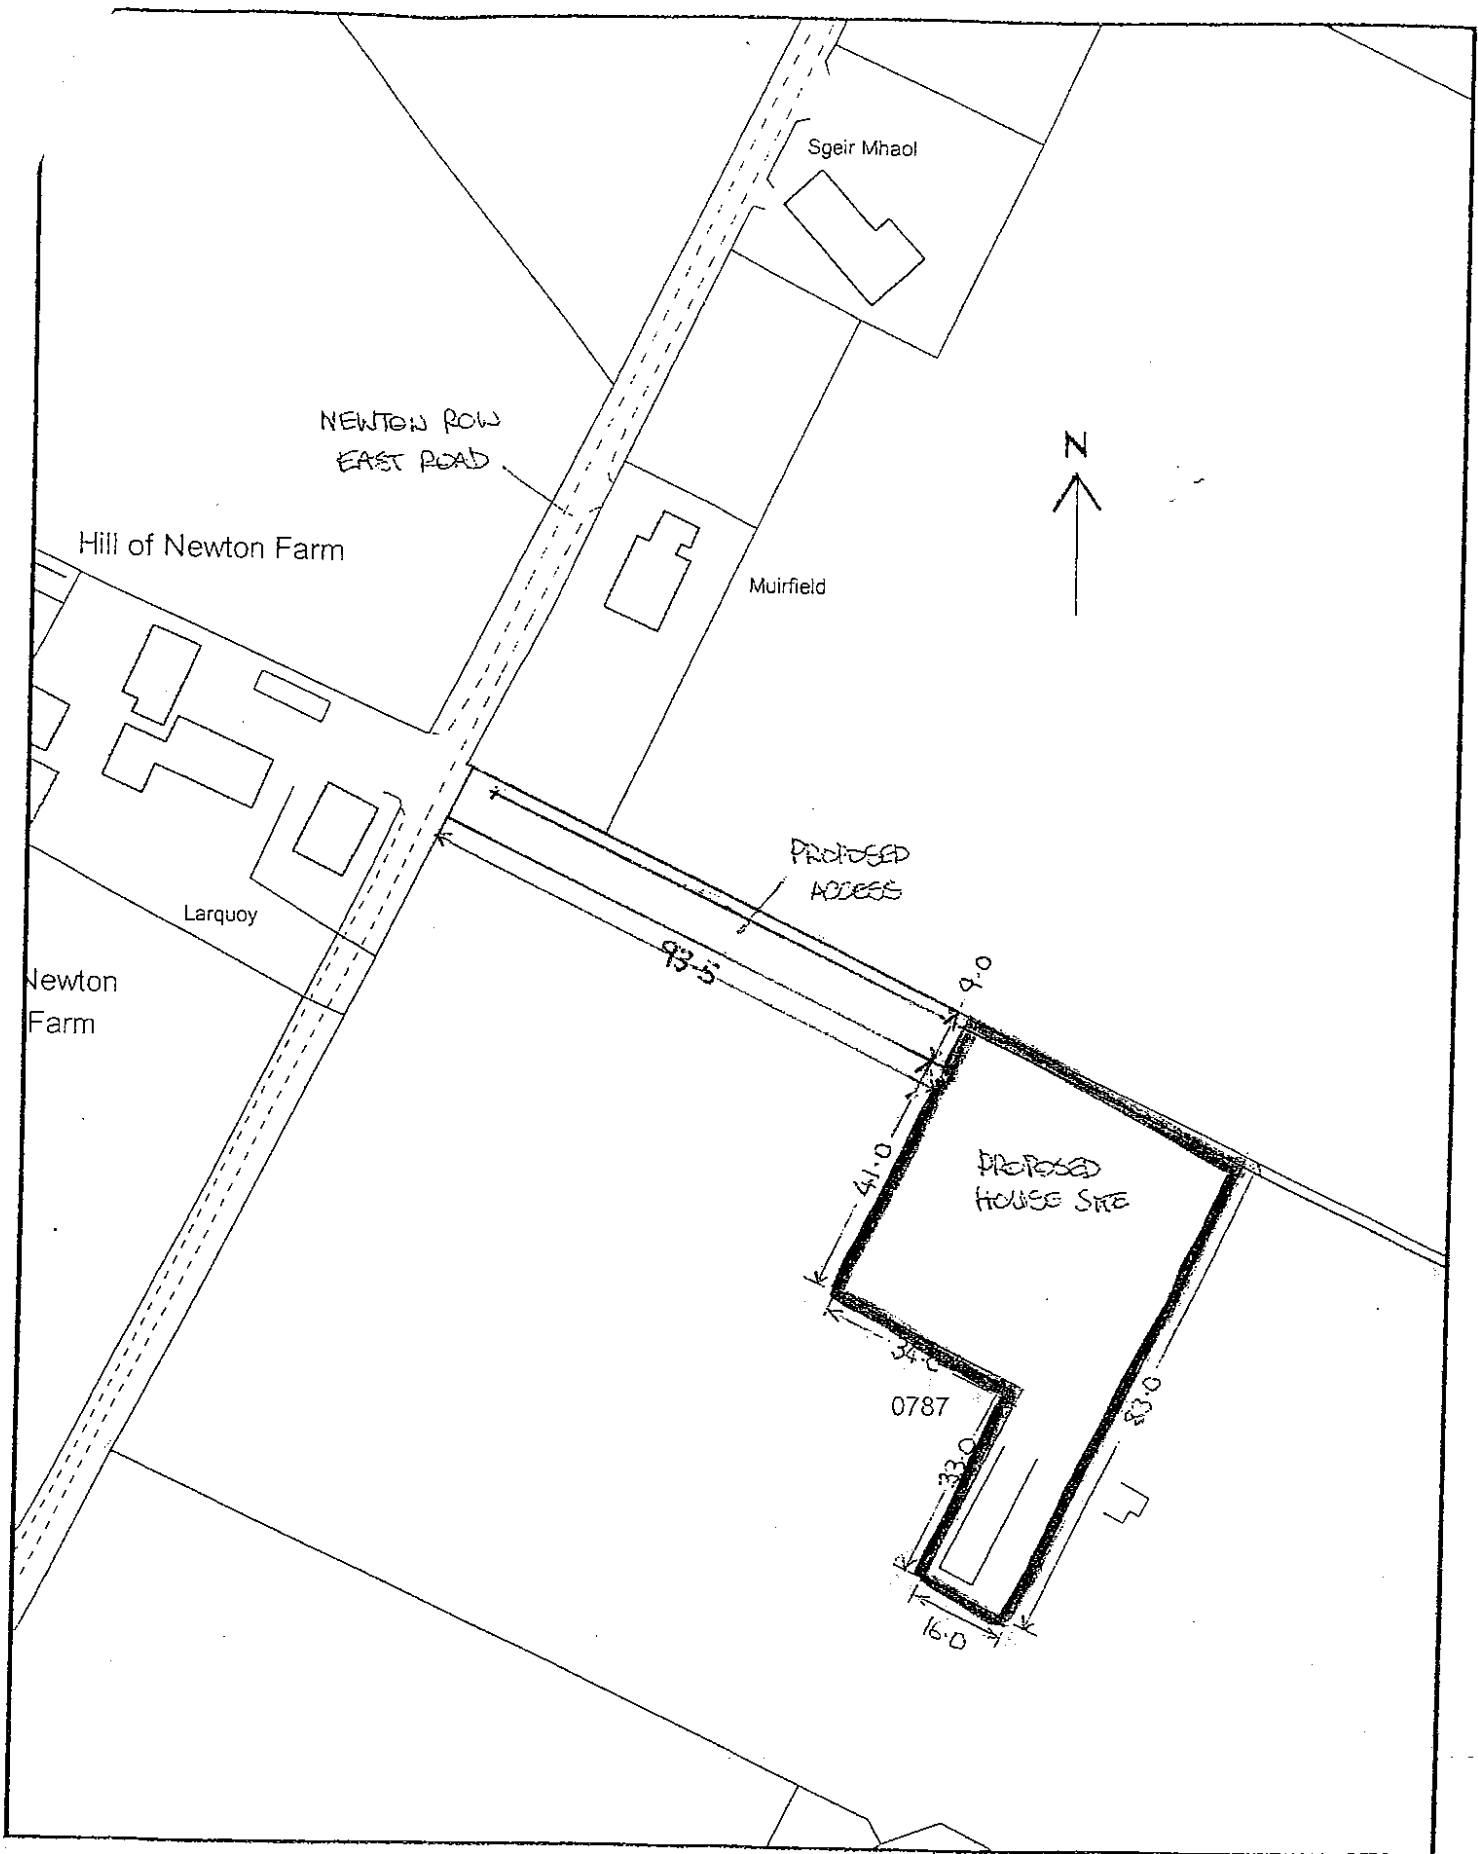 Sgeir Mhaol
NEWTON ROW
EAST ROAD
N
Hill of Newton Farm
Muirfield
PROPOSED
ACCESS
Larquoy
93.5
9.0
Newton
Farm
41.0
PROPOSED
HOUSE SITE
34.0
0787
83.0
33.0
16.0